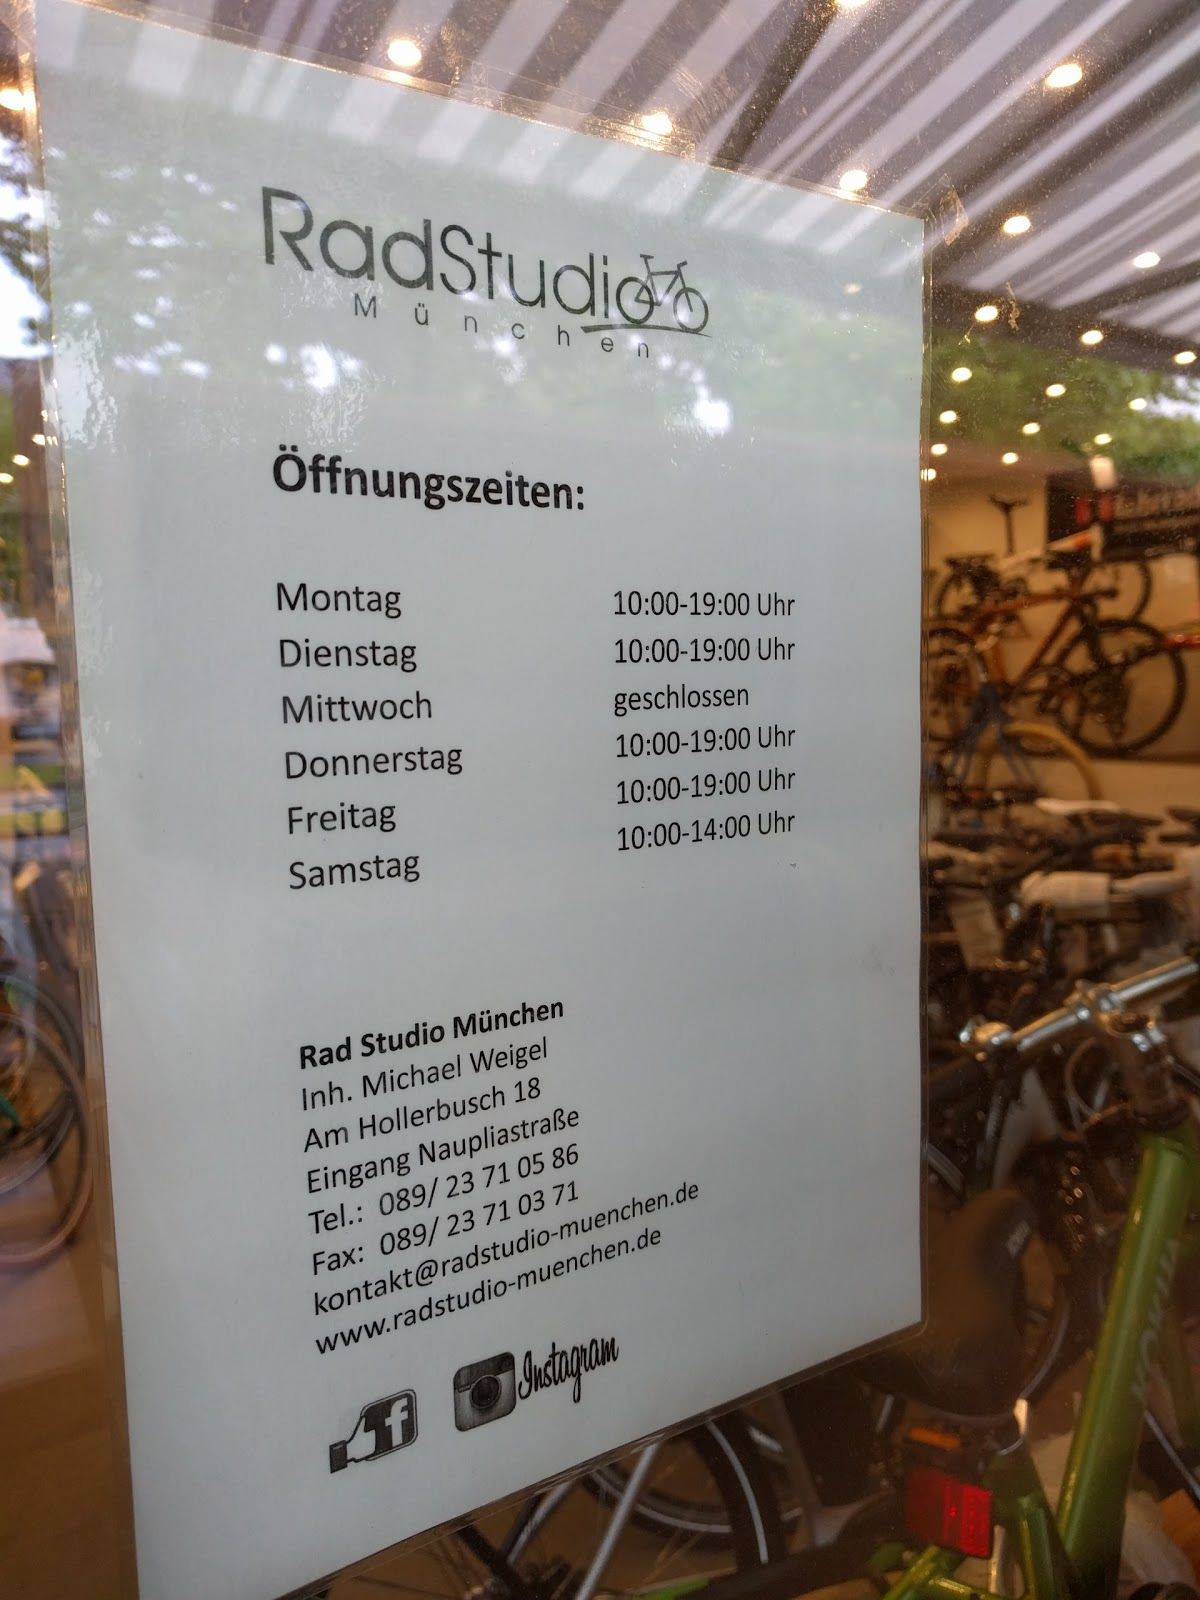 RadStudio
München
Öffnungszeiten:
Montag 10:00-19:00 Uhr
Dienstag 10:00-19:00 Uhr
Mittwoch geschlossen
Donnerstag 10:00-19:00 Uhr
Freitag 10:00-19:00 Uhr
Samstag 10:00-14:00 Uhr
Rad Studio München
Inh. Michael Weigel
Am Hollerbusch 18
Eingang Naupliastraße
Tel.: 089/ 23 71 05 86
Fax: 089/ 23 71 03 71
kontakt@radstudio-muenchen.de
www.radstudio-muenchen.de
f Instagram